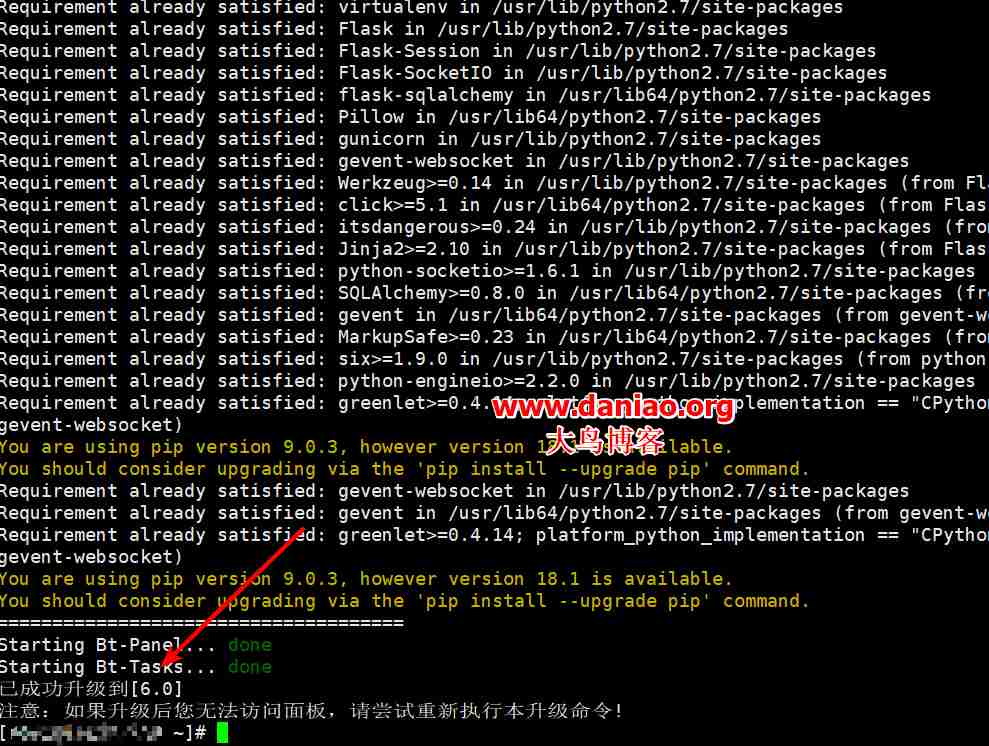 Requirement already satisfied: virtualenv in /usr/lib/python2.7/site-packages
Requirement already satisfied: Flask in /usr/lib/python2.7/site-packages
Requirement already satisfied: Flask-Session in /usr/lib/python2.7/site-packages
Requirement already satisfied: Flask-SocketIO in /usr/lib/python2.7/site-packages
Requirement already satisfied: flask-sqlalchemy in /usr/lib64/python2.7/site-packages
Requirement already satisfied: Pillow in /usr/lib64/python2.7/site-packages
Requirement already satisfied: gunicorn in /usr/lib/python2.7/site-packages
Requirement already satisfied: gevent-websocket in /usr/lib/python2.7/site-packages
Requirement already satisfied: Werkzeug>=0.14 in /usr/lib/python2.7/site-packages (from Fl
Requirement already satisfied: click>=5.1 in /usr/lib64/python2.7/site-packages (from Flas
Requirement already satisfied: itsdangerous>=0.24 in /usr/lib/python2.7/site-packages (fro
Requirement already satisfied: Jinja2>=2.10 in /usr/lib/python2.7/site-packages (from Flas
Requirement already satisfied: python-socketio>=1.6.1 in /usr/lib/python2.7/site-packages
Requirement already satisfied: SQLAlchemy>=0.8.0 in /usr/lib64/python2.7/site-packages (fr
Requirement already satisfied: gevent in /usr/lib64/python2.7/site-packages (from gevent-w
Requirement already satisfied: MarkupSafe>=0.23 in /usr/lib64/python2.7/site-packages (fro
Requirement already satisfied: six>=1.9.0 in /usr/lib/python2.7/site-packages (from python
Requirement already satisfied: python-engineio>=2.2.0 in /usr/lib/python2.7/site-packages
Requirement already satisfied: greenlet>=0.4. mplementation == "CPytho
www.daniao.org
gevent-websocket)
大鸟博客
You are using pip version 9.0.3, however version 18. is available.
You should consider upgrading via the 'pip install --upgrade pip' command.
Requirement already satisfied: gevent-websocket in /usr/lib/python2.7/site-packages
Requirement already satisfied: gevent in /usr/lib64/python2.7/site-packages (from gevent-w
Requirement already satisfied: greenlet>=0.4.14; platform_python_implementation == "CPytho
gevent-websocket)
You are using pip version 9.0.3, however version 18.1 is available.
You should consider upgrading via the 'pip install --upgrade pip' command.
=====================================
Starting Bt-Panel... done
Starting Bt-Tasks... done
已成功升级到[6.0]
注意：如果升级后您无法访问面板，请尝试重新执行本升级命令!
[ ~]#